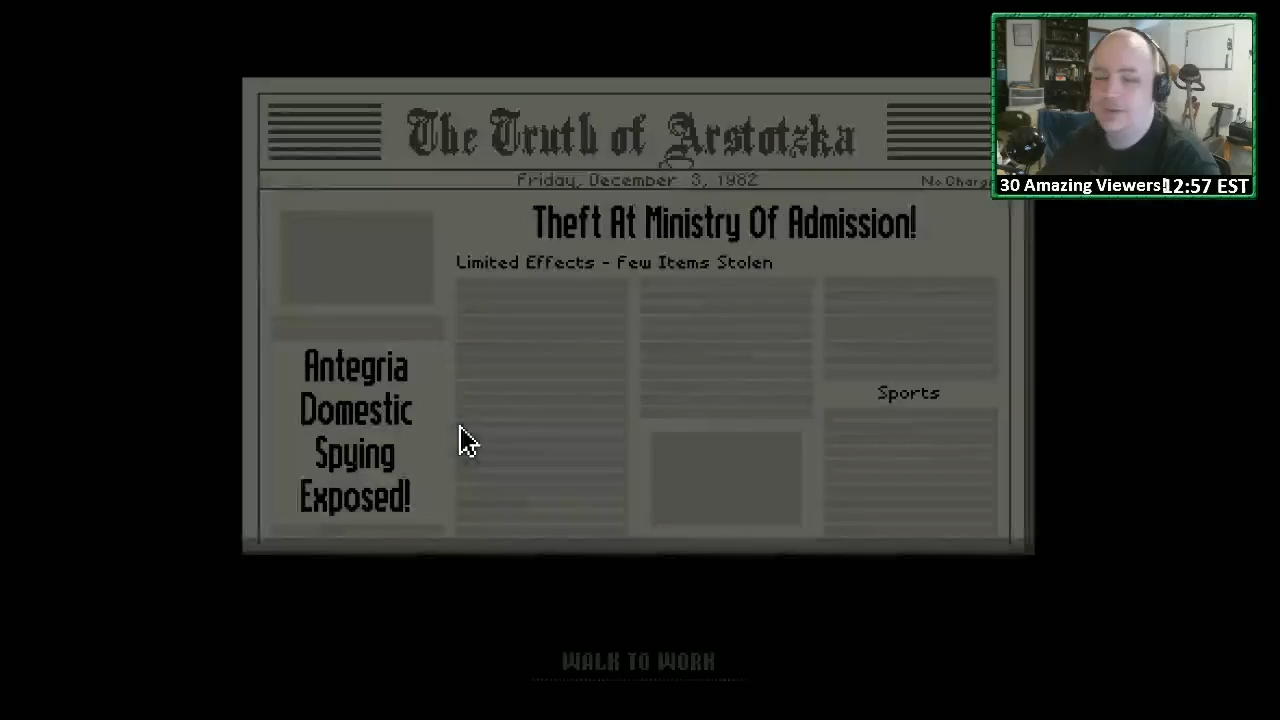 The Truth of Arstotzka
Friday, December 3, 1982
Theft At Ministry Of Admission!
Limited Effects - Few Items Stolen
Antegria
Domestic
Spying
Exposed!
Sports
WALK TO WORK
30 Amazing Viewers!
12:57 EST